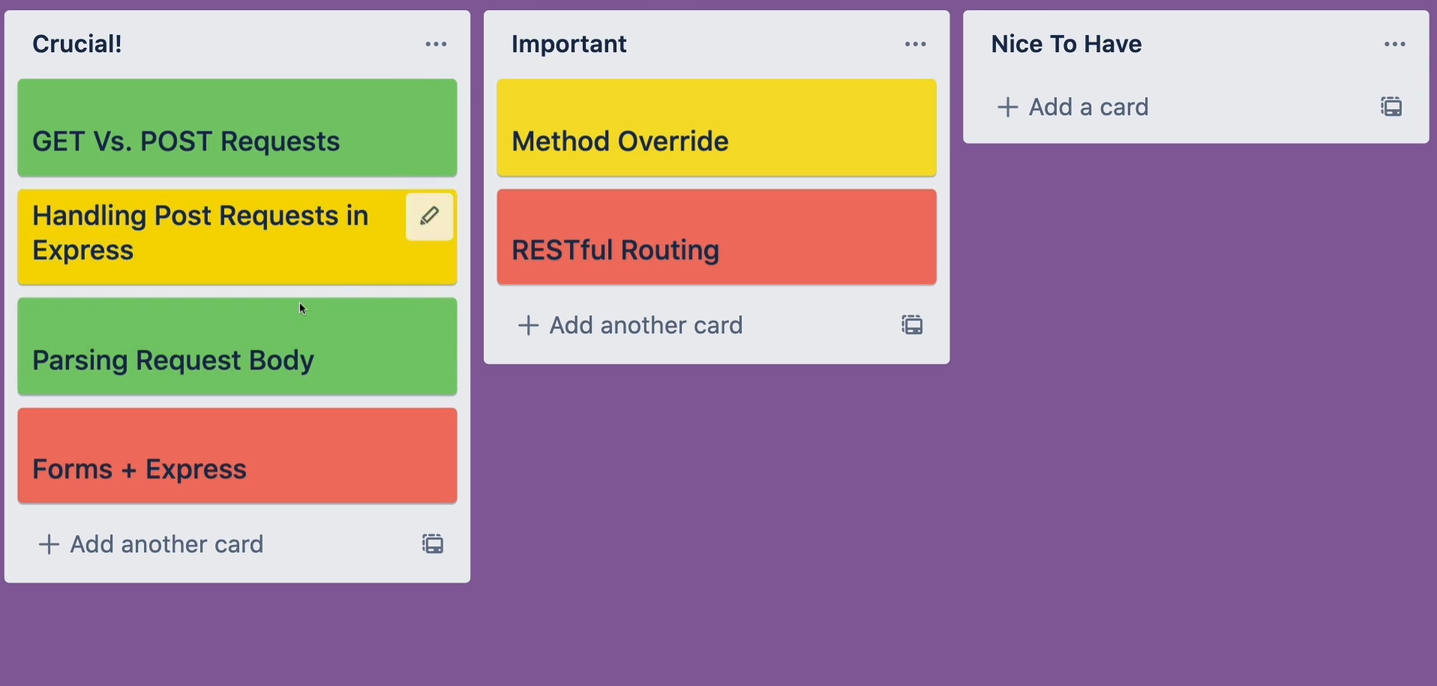 Crucial!
GET Vs. POST Requests
Handling Post Requests in
Express
Parsing Request Body
Forms + Express
Add another card
Important
Method Override
RESTful Routing
Add another card
Nice To Have
Add a card